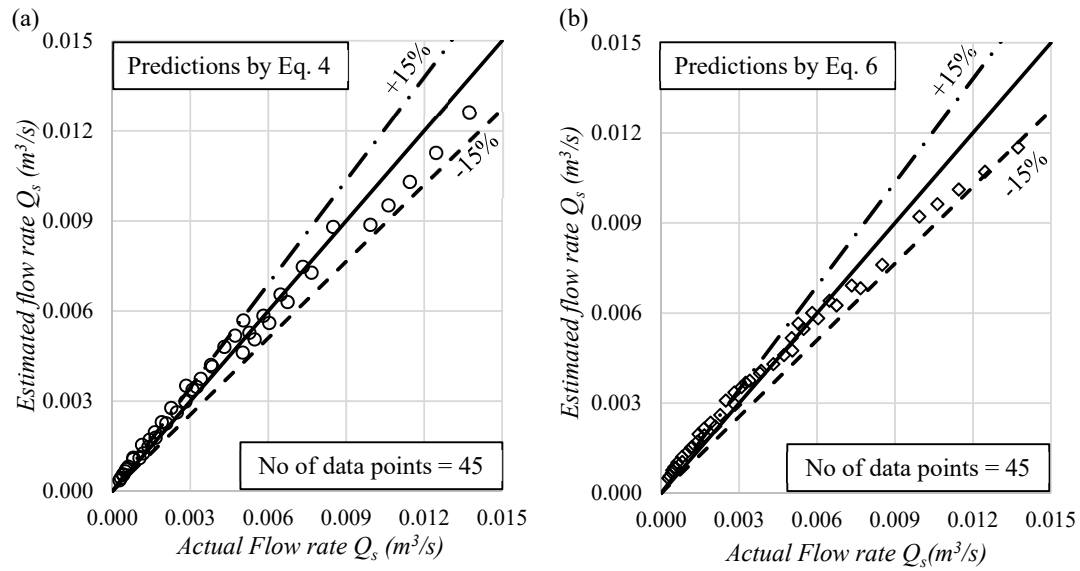 (a)
Predictions by Eq. 4
+15%
-15%
No of data points = 45
Estimated flow rate Qs (m³/s)
0.015
0.012
0.009
0.006
0.003
0.000
0.000 0.003 0.006 0.009 0.012 0.015
Actual Flow rate Qs (m³/s)
(b)
Predictions by Eq. 6
+15%
-15%
No of data points = 45
Estimated flow rate Qs (m³/s)
0.015
0.012
0.009
0.006
0.003
0.000
0.000 0.003 0.006 0.009 0.012 0.015
Actual Flow rate Qs(m³/s)